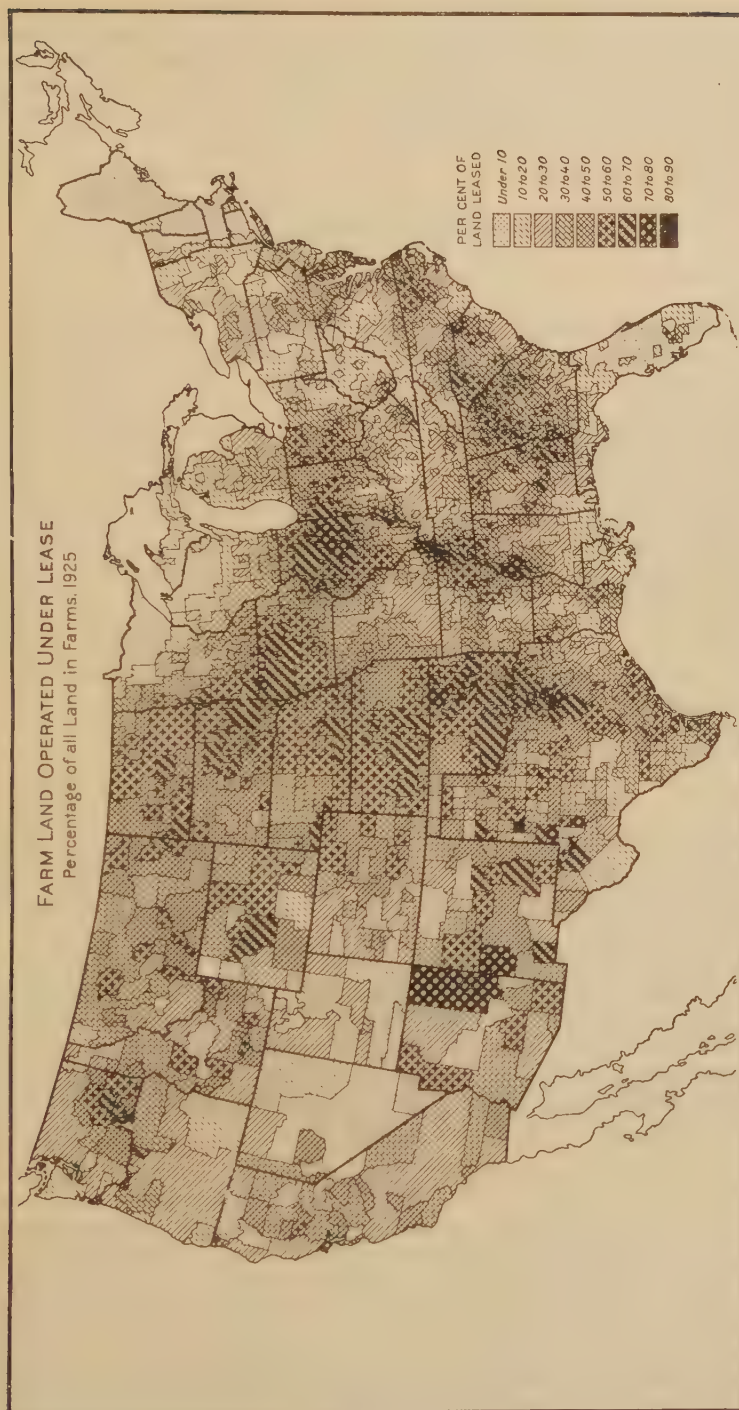 FARM LAND OPERATED UNDER LEASE
Percentage of all Land in Farms. 1925
PER CENT OF
LAND LEASED
Under 10
10 to 20
20 to 30
30 to 40
40 to 50
50 to 60
60 to 70
70 to 80
80 to 90